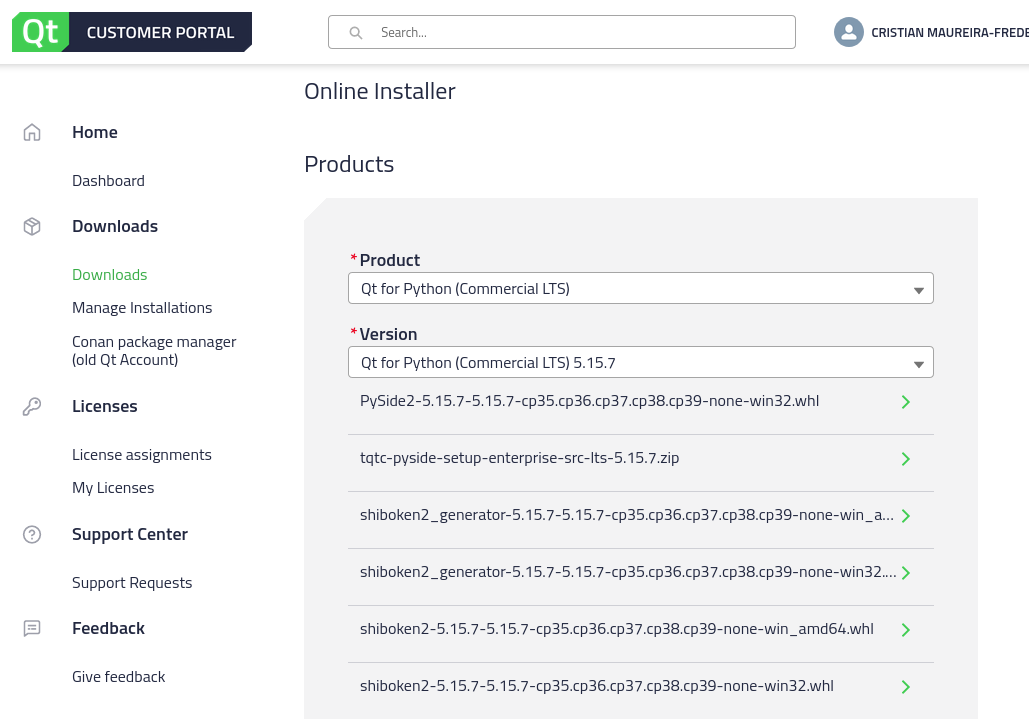 Qt CUSTOMER PORTAL
Search...
CRISTIAN MAUREIRA-FREDE
Home
Dashboard
Downloads
Downloads
Manage Installations
Conan package manager
(old Qt Account)
Licenses
License assignments
My Licenses
Support Center
Support Requests
Feedback
Give feedback
Online Installer
Products
*Product
Qt for Python (Commercial LTS)
*Version
Qt for Python (Commercial LTS) 5.15.7
PySide2-5.15.7-5.15.7-cp35.cp36.cp37.cp38.cp39-none-win32.whl
tqtc-pyside-setup-enterprise-src-lts-5.15.7.zip
shiboken2_generator-5.15.7-5.15.7-cp35.cp36.cp37.cp38.cp39-none-win_a...
shiboken2_generator-5.15.7-5.15.7-cp35.cp36.cp37.cp38.cp39-none-win32....
shiboken2-5.15.7-5.15.7-cp35.cp36.cp37.cp38.cp39-none-win_amd64.whl
shiboken2-5.15.7-5.15.7-cp35.cp36.cp37.cp38.cp39-none-win32.whl